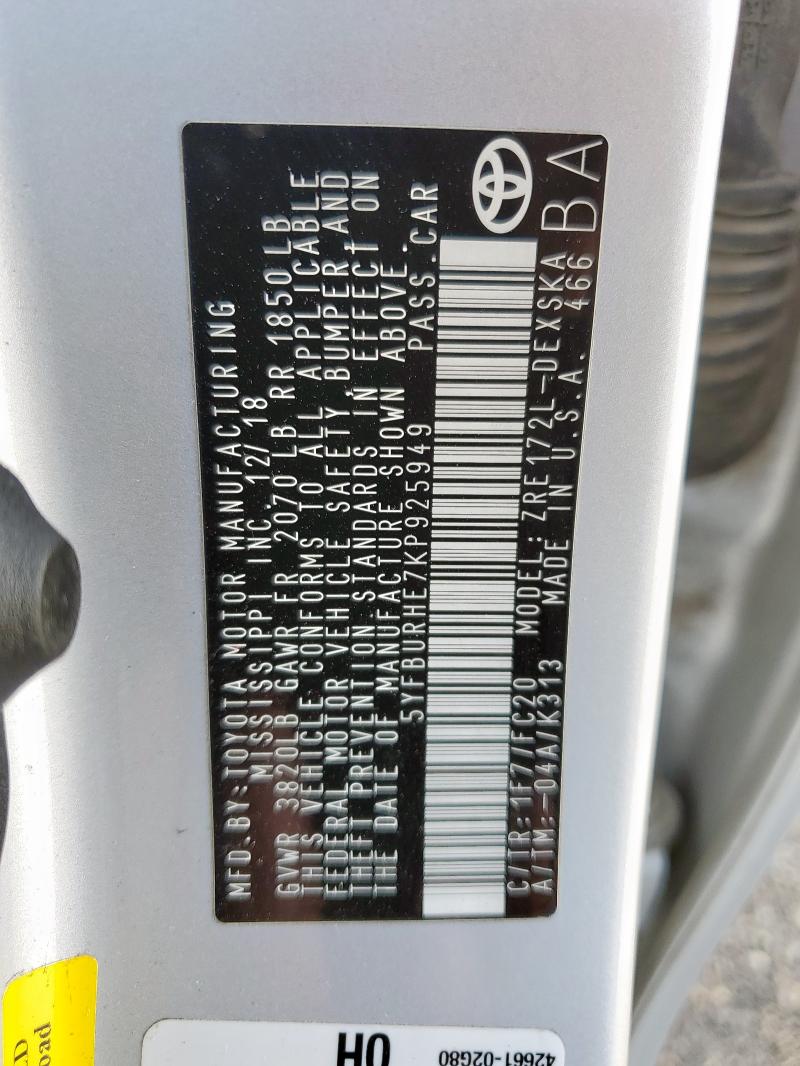 MFD.BY:TOYOTA MOTOR MANUFACTURING
MISSISSIPPI INC. 12/18
GVWR 3820LB GAWR FR 2070 LB RR 1850LB
THIS VEHICLE CONFORMS TO ALL APPLICABLE
FEDERAL MOTOR VEHICLE SAFETY, BUMPER, AND
THEFT PREVENTION STANDARDS IN EFFECT ON
THE DATE OF MANUFACTURE SHOWN ABOVE.
5YFBURHE7KP925949 PASS.CAR
C/TR:1F7/FC20 MODEL:ZRE172L-DEXSKA
A/TM:-04A/K313 MADE IN U.S.A. 466
BA
0H
42661-02G80